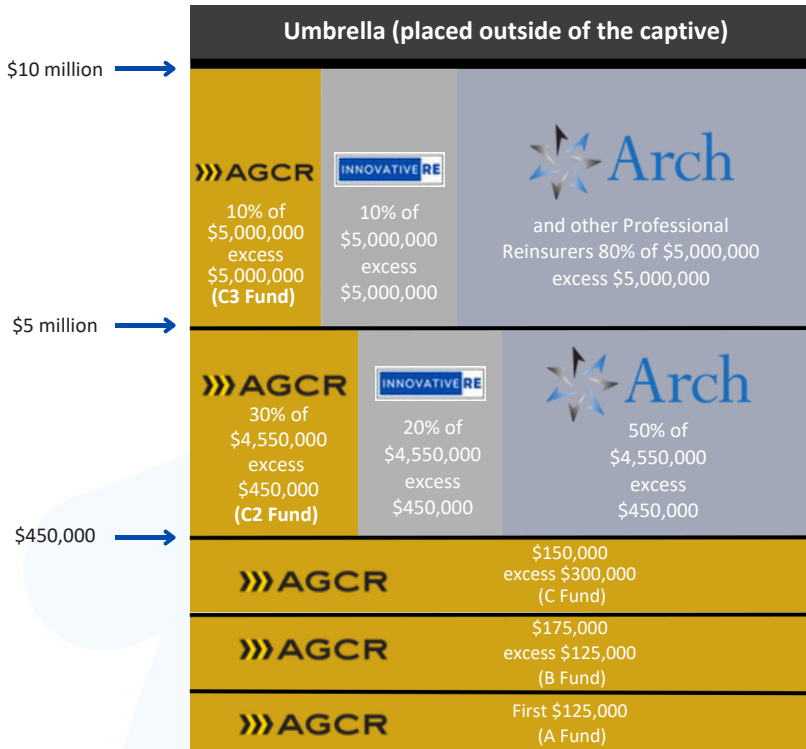 Umbrella (placed outside of the captive)
$10 million
AGCR
10% of
$5,000,000
excess
$5,000,000
(C3 Fund)
INNOVATIVE RE
10% of
$5,000,000
excess
$5,000,000
Arch
and other Professional
Reinsurers 80% of $5,000,000
excess $5,000,000
$5 million
AGCR
30% of
$4,550,000
excess
$450,000
(C2 Fund)
INNOVATIVE RE
20% of
$4,550,000
excess
$450,000
Arch
50% of
$4,550,000
excess
$450,000
$450,000
AGCR
$150,000
excess $300,000
(C Fund)
AGCR
$175,000
excess $125,000
(B Fund)
AGCR
First $125,000
(A Fund)